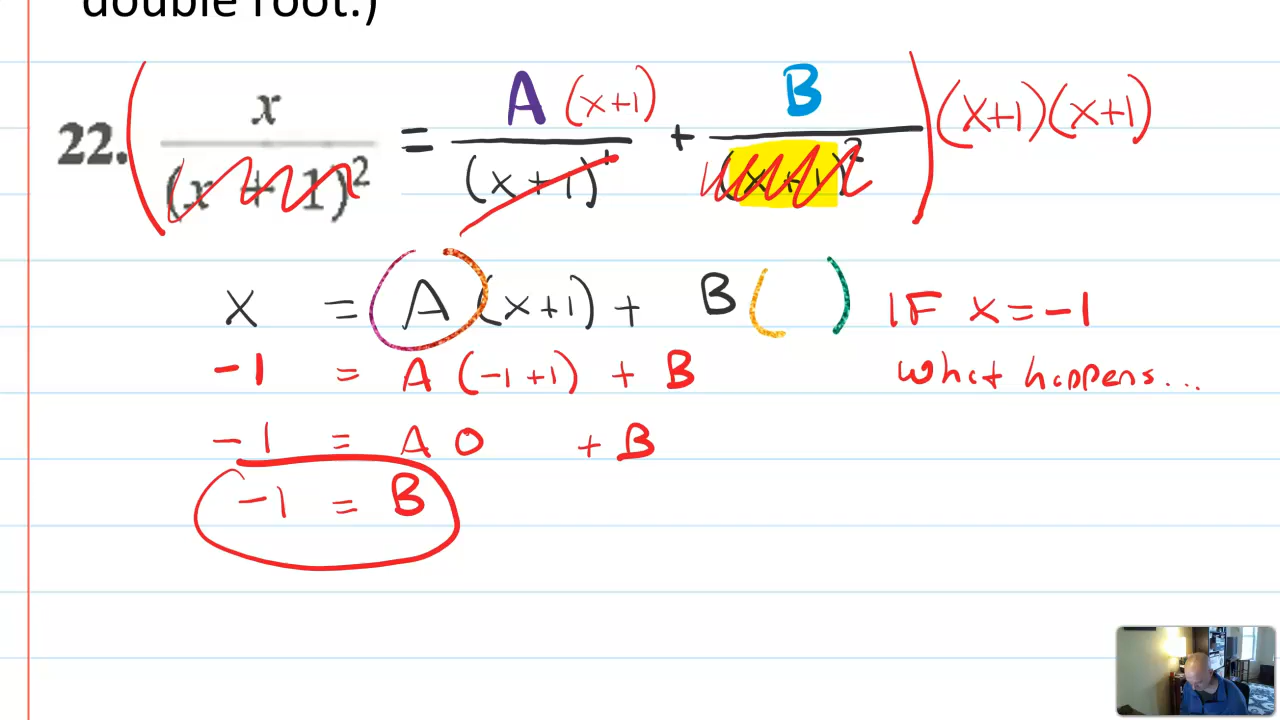 double root.)
22. ( x / (x + 1)² = A (x+1) / (x+1)¹ + B / (x+1)² ) (x+1)(x+1)
x = A (x+1) + B ( ) IF x = -1
-1 = A (-1+1) + B what happens...
-1 = A 0 + B
-1 = B